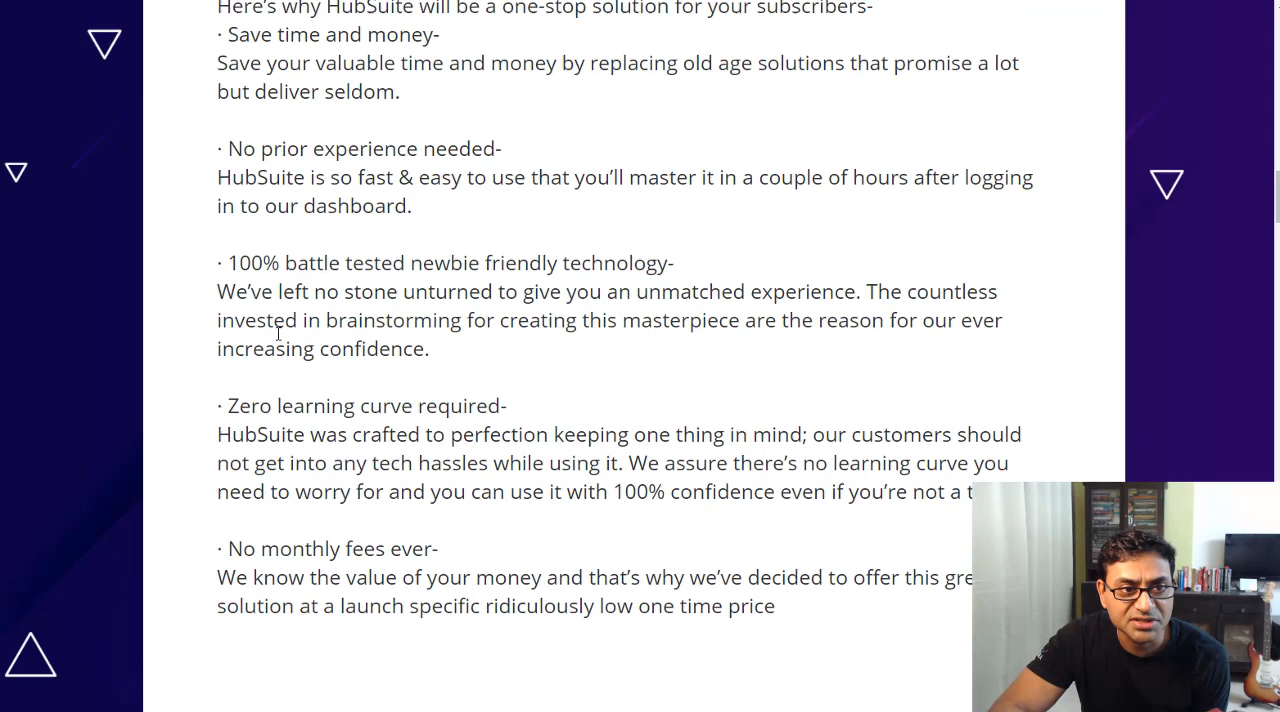 Here's why HubSuite will be a one-stop solution for your subscribers-
· Save time and money-
Save your valuable time and money by replacing old age solutions that promise a lot
but deliver seldom.
· No prior experience needed-
HubSuite is so fast & easy to use that you'll master it in a couple of hours after logging
in to our dashboard.
· 100% battle tested newbie friendly technology-
We've left no stone unturned to give you an unmatched experience. The countless
invested in brainstorming for creating this masterpiece are the reason for our ever
increasing confidence.
· Zero learning curve required-
HubSuite was crafted to perfection keeping one thing in mind; our customers should
not get into any tech hassles while using it. We assure there's no learning curve you
need to worry for and you can use it with 100% confidence even if you're not a
· No monthly fees ever-
We know the value of your money and that's why we've decided to offer this
solution at a launch specific ridiculously low one time price